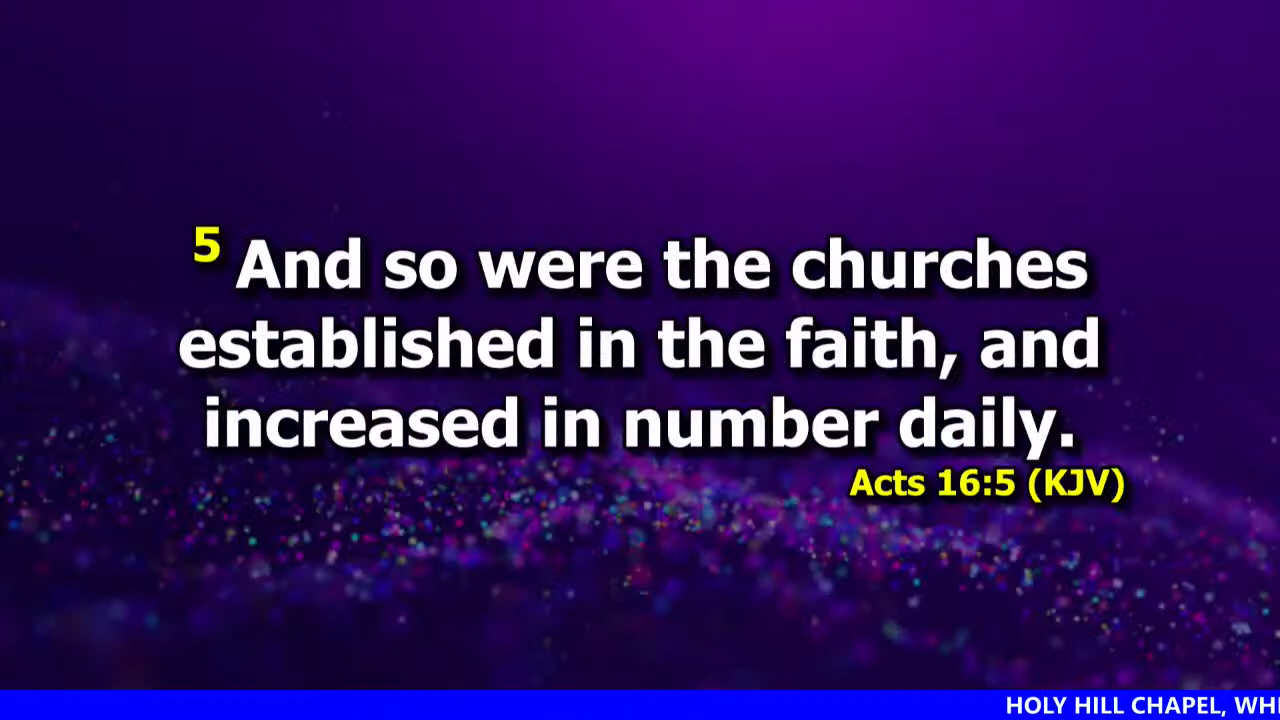 5 And so were the churches
established in the faith, and
increased in number daily.
Acts 16:5 (KJV)
HOLY HILL CHAPEL,